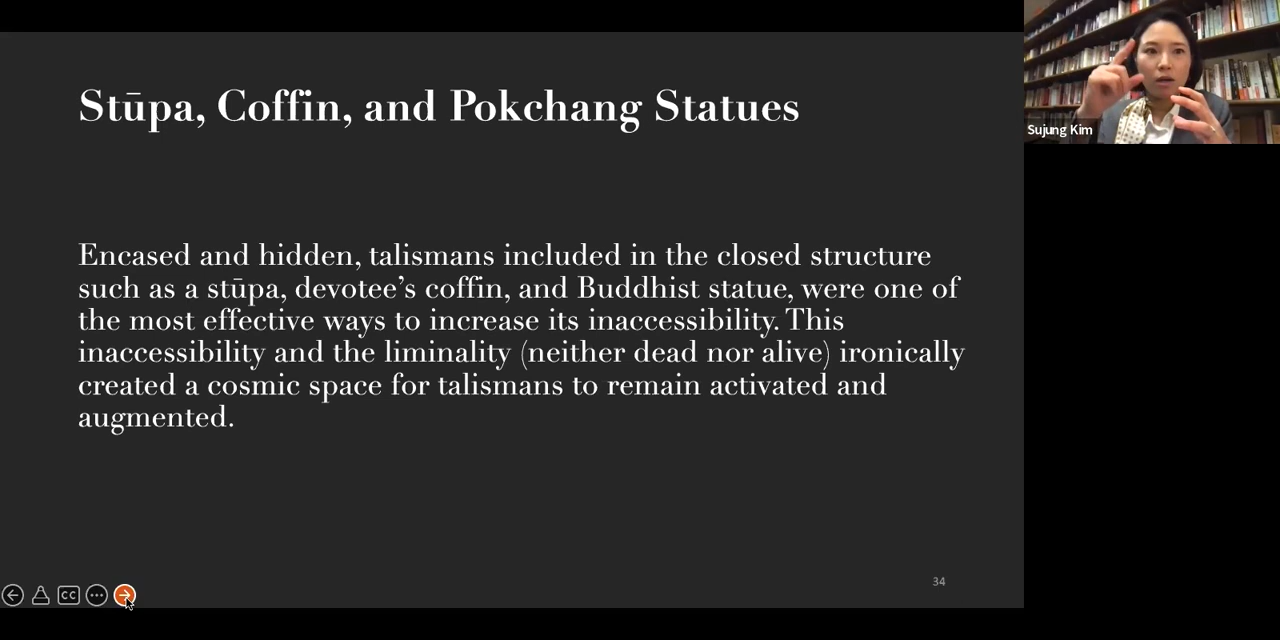 Stūpa, Coffin, and Pokchang Statues
Sujung Kim
Encased and hidden, talismans included in the closed structure
such as a stūpa, devotee’s coffin, and Buddhist statue, were one of
the most effective ways to increase its inaccessibility. This
inaccessibility and the liminality (neither dead nor alive) ironically
created a cosmic space for talismans to remain activated and
augmented.
34
CC